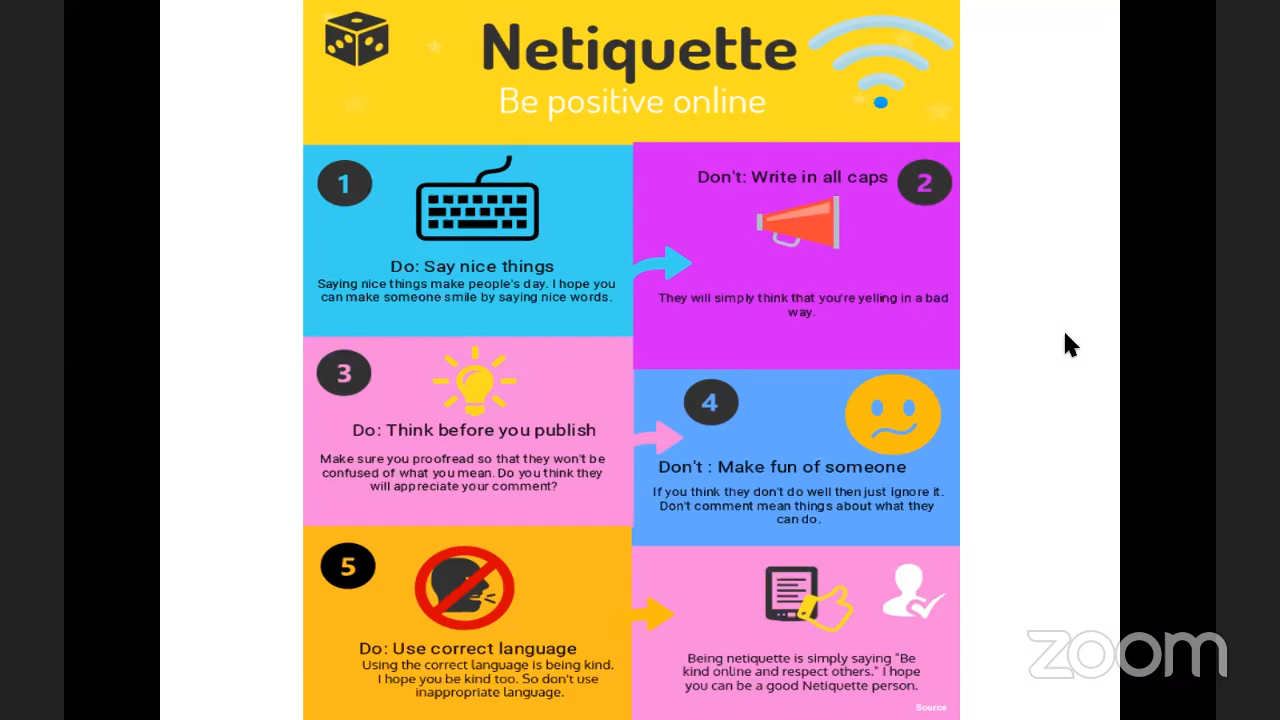 Netiquette
Be positive online
1
Do: Say nice things
Saying nice things make people's day. I hope you
can make someone smile by saying nice words.
2
Don't: Write in all caps
They will simply think that you're yelling in a bad
way.
3
Do: Think before you publish
Make sure you proofread so that they won't be
confused of what you mean. Do you think they
will appreciate your comment?
4
Don't : Make fun of someone
If you think they don't do well then just ignore it.
Don't comment mean things about what they
can do.
5
Do: Use correct language
Using the correct language is being kind.
I hope you be kind too. So don't use
inappropriate language.
Being netiquette is simply saying "Be
kind online and respect others." I hope
you can be a good Netiquette person.
Source
zoom